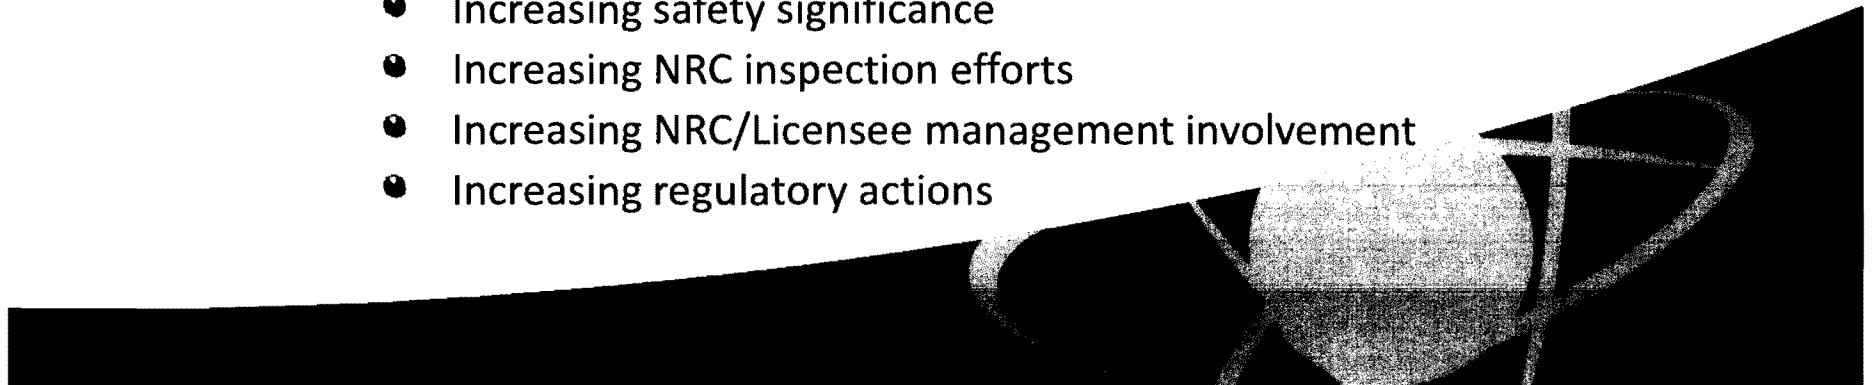 Increasing safety significance
Increasing NRC inspection efforts
Increasing NRC/Licensee management involvement
Increasing regulatory actions